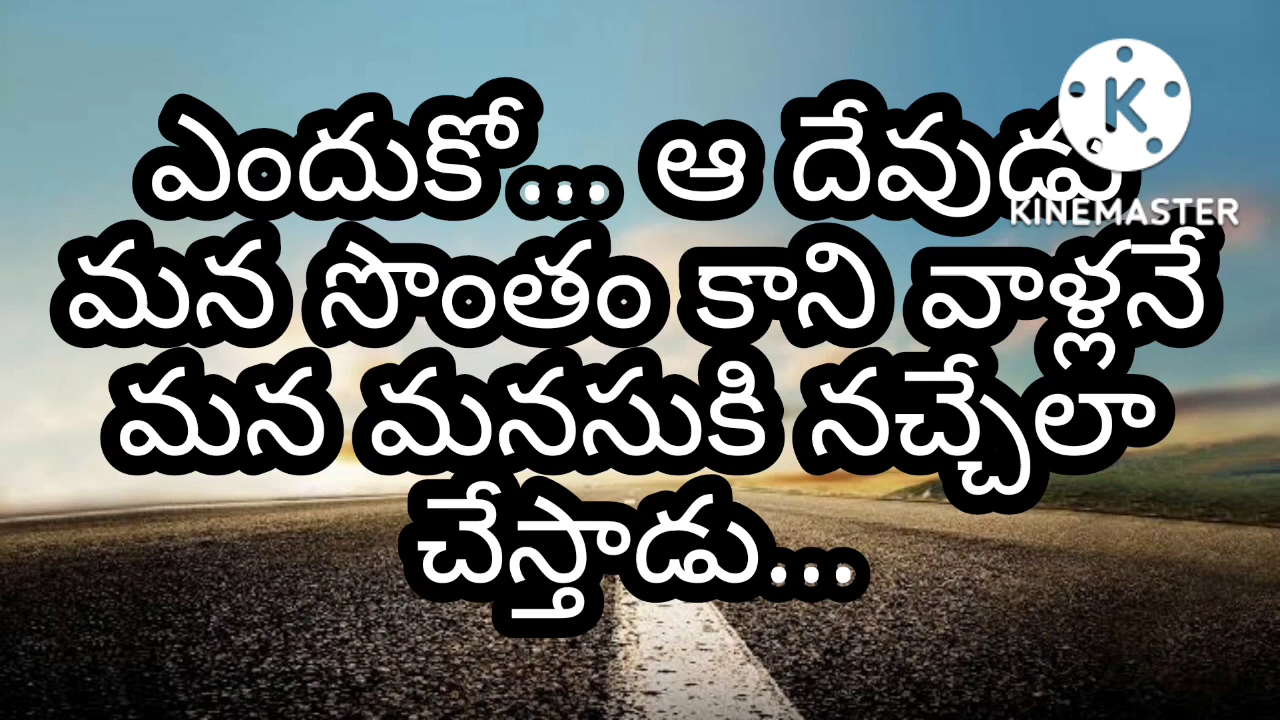 ఎందుకో... ఆ దేవుడు
మన సొంతం కాని వాళ్లనే
మన మనసుకి నచ్చేలా
చేస్తాడు...
K
KINEMASTER